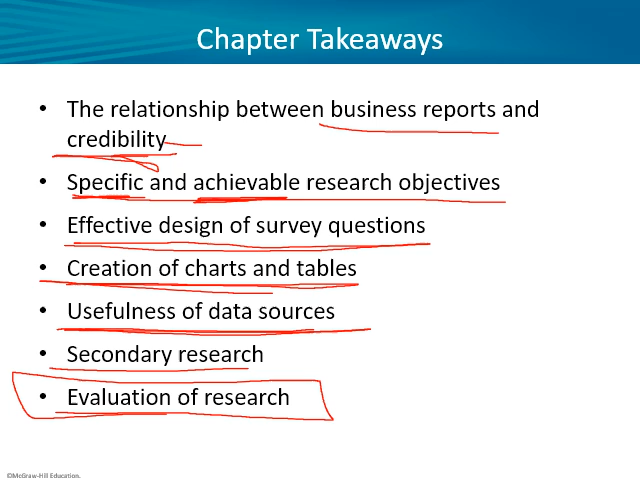 Chapter Takeaways
• The relationship between business reports and
credibility
• Specific and achievable research objectives
• Effective design of survey questions
• Creation of charts and tables
• Usefulness of data sources
• Secondary research
• Evaluation of research
©McGraw-Hill Education.